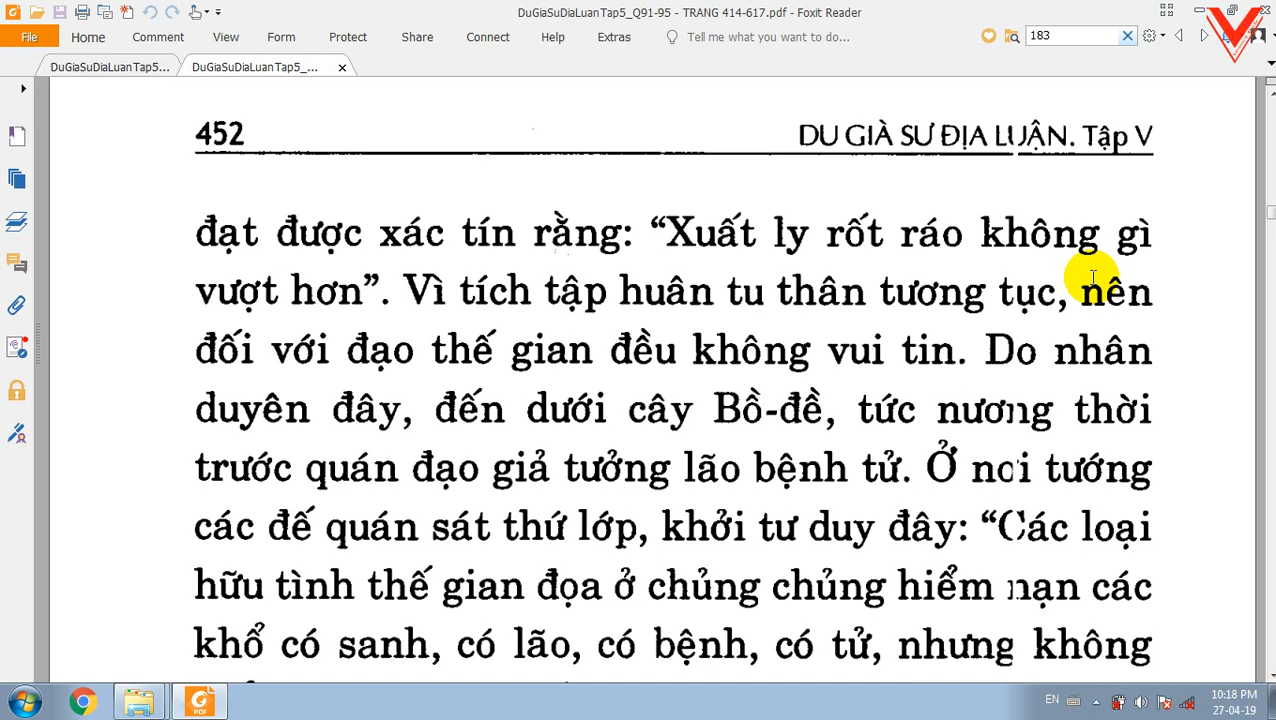 DuGiaSuDiaLuanTap5_Q91-95 - TRANG 414-617.pdf - Foxit Reader
File Home Comment View Form Protect Share Connect Help Extras Tell me what you want to do... 183
DuGiaSuDiaLuanTap5... DuGiaSuDiaLuanTap5_...
452 DU GIÀ SƯ ĐỊA LUẬN. Tập V
đạt được xác tín rằng: “Xuất ly rốt ráo không gì
vượt hơn”. Vì tích tập huân tu thân tương tục, nên
đối với đạo thế gian đều không vui tin. Do nhân
duyên đây, đến dưới cây Bồ-đề, tức nương thời
trước quán đạo giả tưởng lão bệnh tử. Ở nơi tướng
các đế quán sát thứ lớp, khởi tư duy đây: “Các loại
hữu tình thế gian đọa ở chủng chủng hiểm nạn các
khổ có sanh, có lão, có bệnh, có tử, nhưng không
EN 10:18 PM
27-04-19